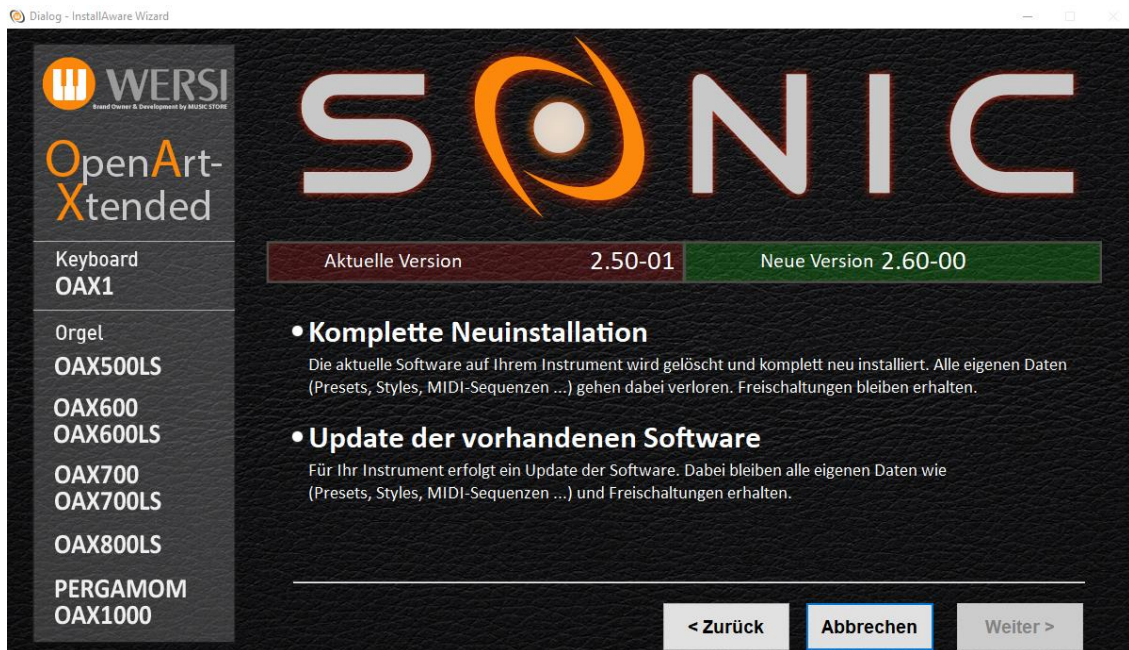 Dialog - InstallAware Wizard
WERSI
Brand Owner & Development by MUSIC STORE
OpenArt-
Xtended
Keyboard
OAX1
Orgel
OAX500LS
OAX600
OAX600LS
OAX700
OAX700LS
OAX800LS
PERGAMOM
OAX1000
SONIC
Aktuelle Version 2.50-01 Neue Version 2.60-00
• Komplette Neuinstallation
Die aktuelle Software auf Ihrem Instrument wird gelöscht und komplett neu installiert. Alle eigenen Daten
(Presets, Styles, MIDI-Sequenzen ...) gehen dabei verloren. Freischaltungen bleiben erhalten.
• Update der vorhandenen Software
Für Ihr Instrument erfolgt ein Update der Software. Dabei bleiben alle eigenen Daten wie
(Presets, Styles, MIDI-Sequenzen ...) und Freischaltungen erhalten.
< Zurück Abbrechen Weiter >